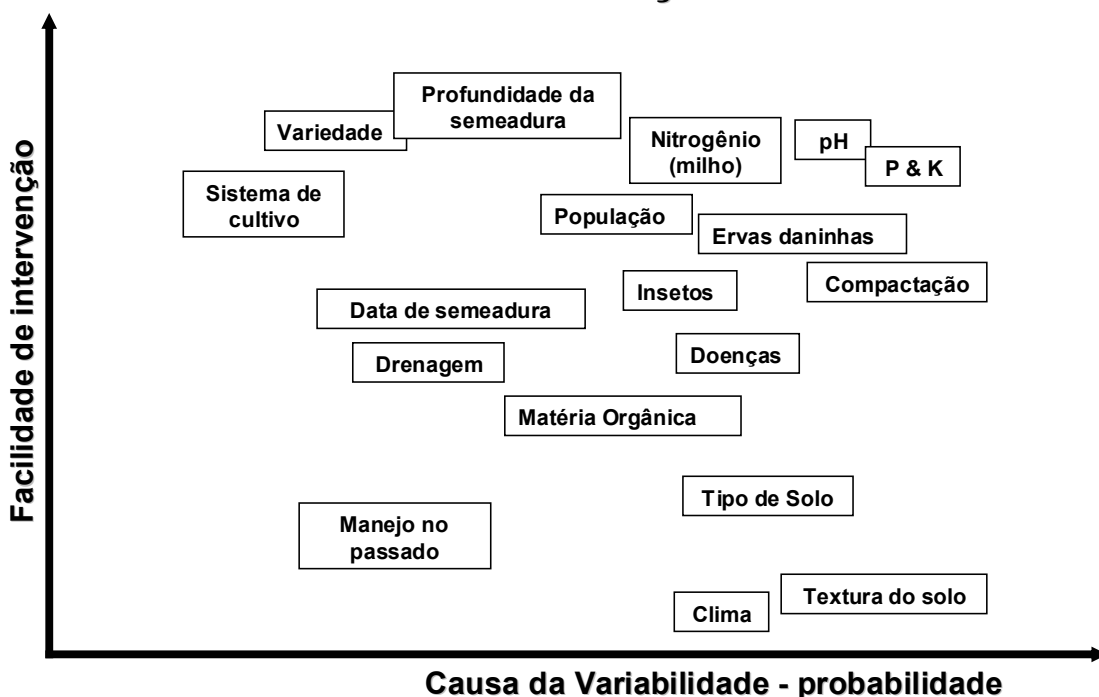 Profundidade da
semeadura
Variedade
Nitrogênio
(milho)
pH
P & K
Sistema de
cultivo
População
Ervas daninhas
Insetos
Compactação
Data de semeadura
Drenagem
Doenças
Matéria Orgânica
Tipo de Solo
Manejo no
passado
Textura do solo
Clima
Facilidade de intervenção
Causa da Variabilidade - probabilidade